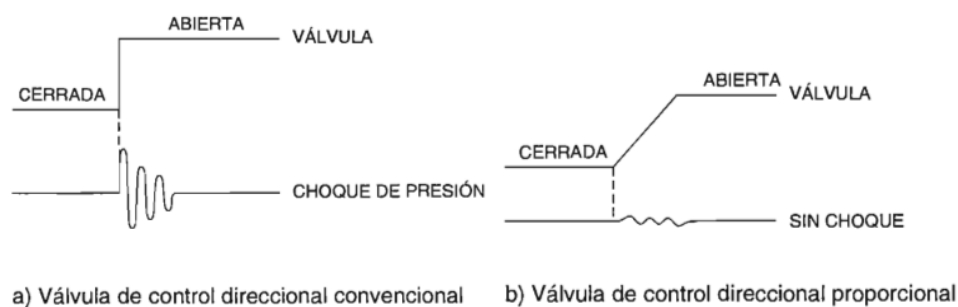 ABIERTA
VÁLVULA
CERRADA
CHOQUE DE PRESIÓN
a) Válvula de control direccional convencional
ABIERTA
VÁLVULA
CERRADA
SIN CHOQUE
b) Válvula de control direccional proporcional